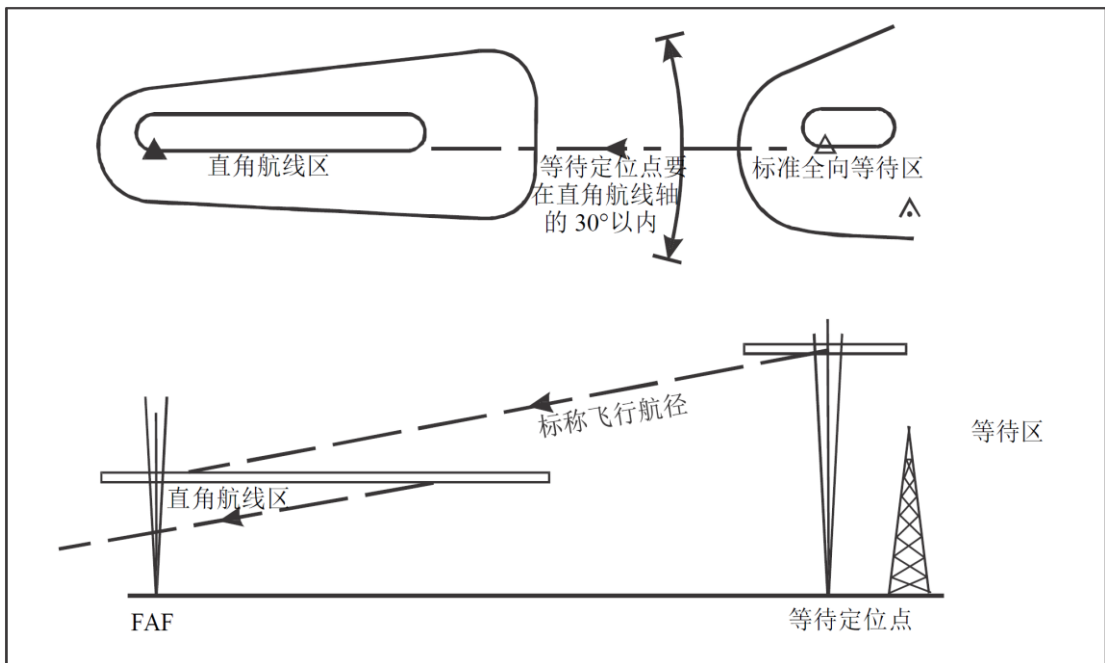 直角航线区
等待定位点要
在直角航线轴
的 30°以内
标准全向等待区
标称飞行航径
等待区
直角航线区
FAF
等待定位点